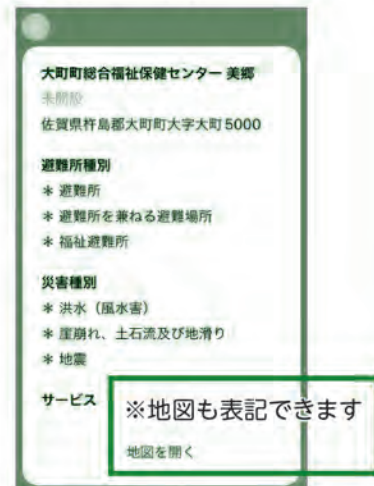 大町町総合福祉保健センター 美郷
未開設
佐賀県杵島郡大町町大字大町5000
避難所種別
＊ 避難所
＊ 避難所を兼ねる避難場所
＊ 福祉避難所
災害種別
＊ 洪水（風水害）
＊ 崖崩れ、土石流及び地滑り
＊ 地震
サービス
※地図も表記できます
地図を開く